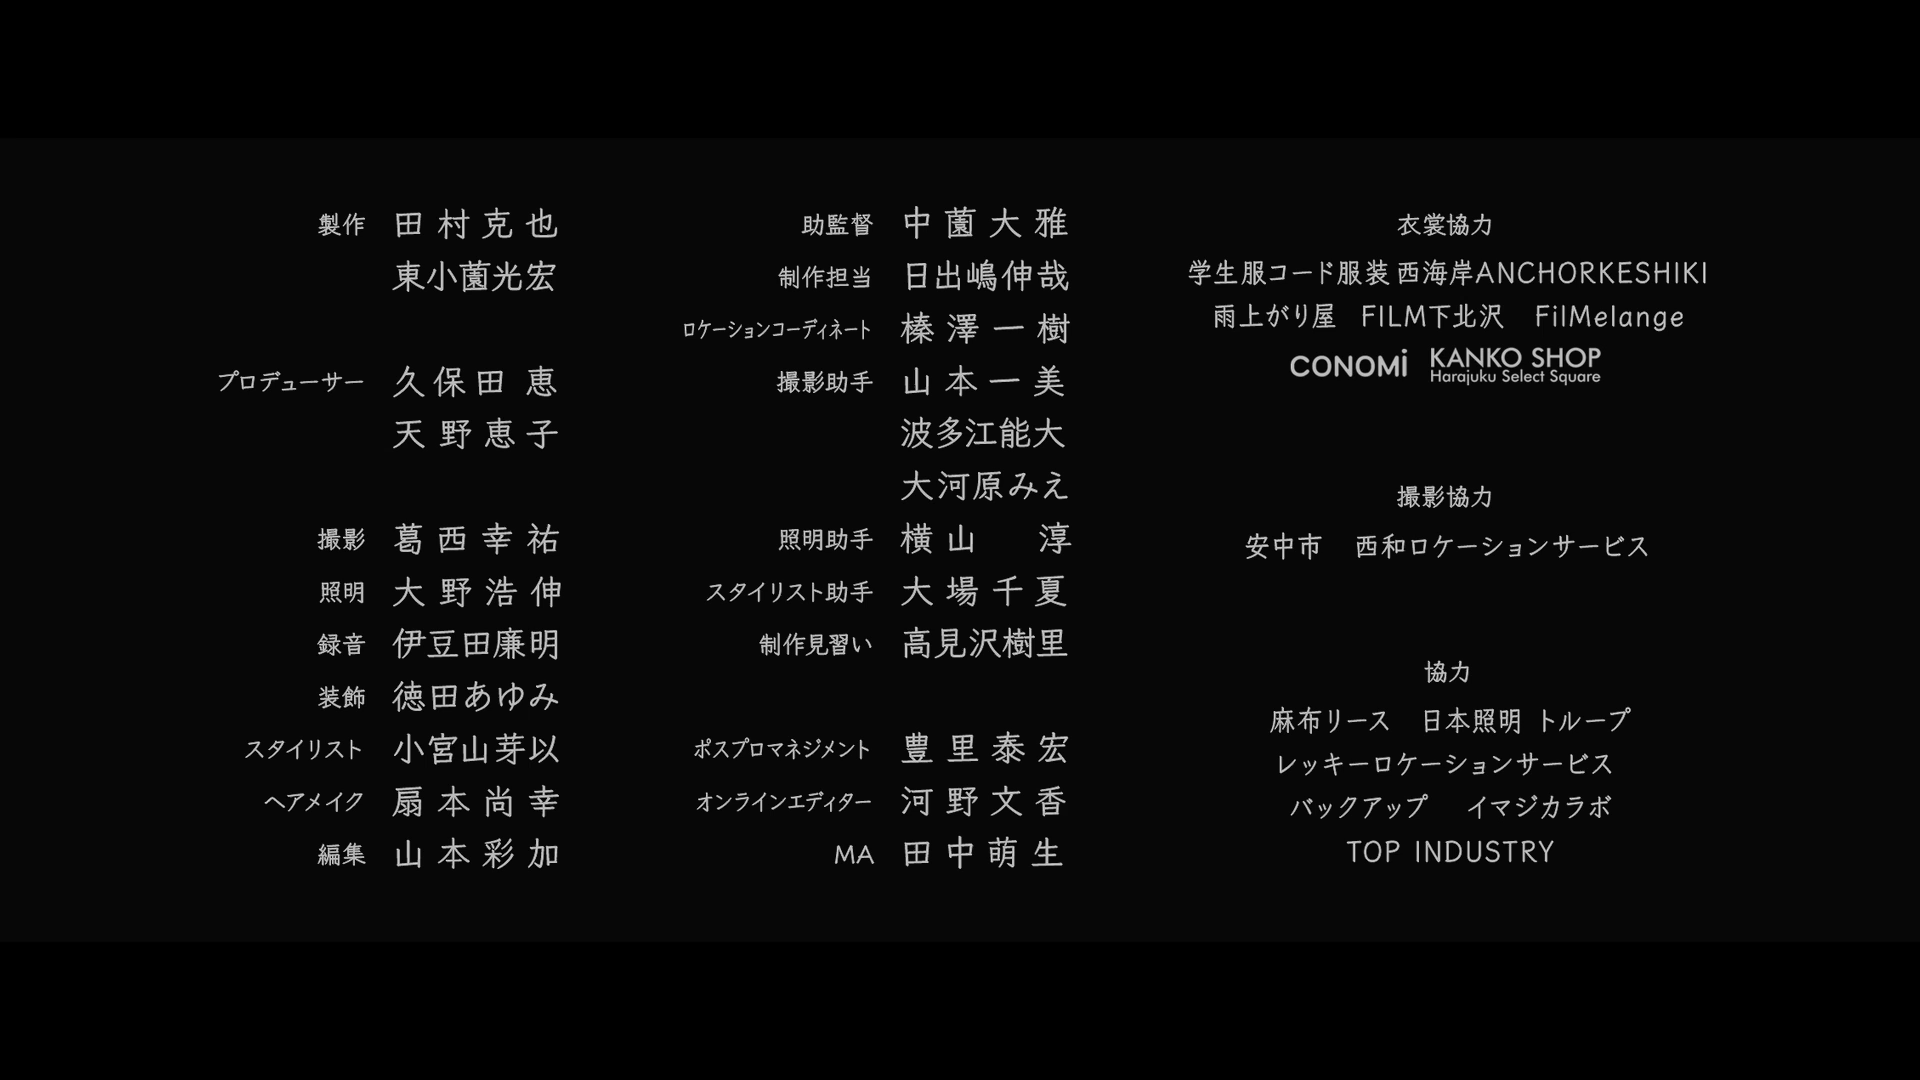 製作 田村克也
東小薗光宏
プロデューサー 久保田 恵
天野恵子
撮影 葛西幸祐
照明 大野浩伸
録音 伊豆田廉明
装飾 徳田あゆみ
スタイリスト 小宮山芽以
ヘアメイク 扇本尚幸
編集 山本彩加
助監督 中薗大雅
制作担当 日出嶋伸哉
ロケーションコーディネート 榛澤一樹
撮影助手 山本一美
波多江能大
大河原みえ
照明助手 横山 淳
スタイリスト助手 大場千夏
制作見習い 高見沢樹里
ポスプロマネジメント 豊里泰宏
オンラインエディター 河野文香
MA 田中萌生
衣裳協力
学生服コード服装 西海岸ANCHORKESHIKI
雨上がり屋 FILM下北沢 FilMelange
CONOMi KANKO SHOP
Harajuku Select Square
撮影協力
安中市 西和ロケーションサービス
協力
麻布リース 日本照明 トループ
レッキーロケーションサービス
バックアップ イマジカラボ
TOP INDUSTRY